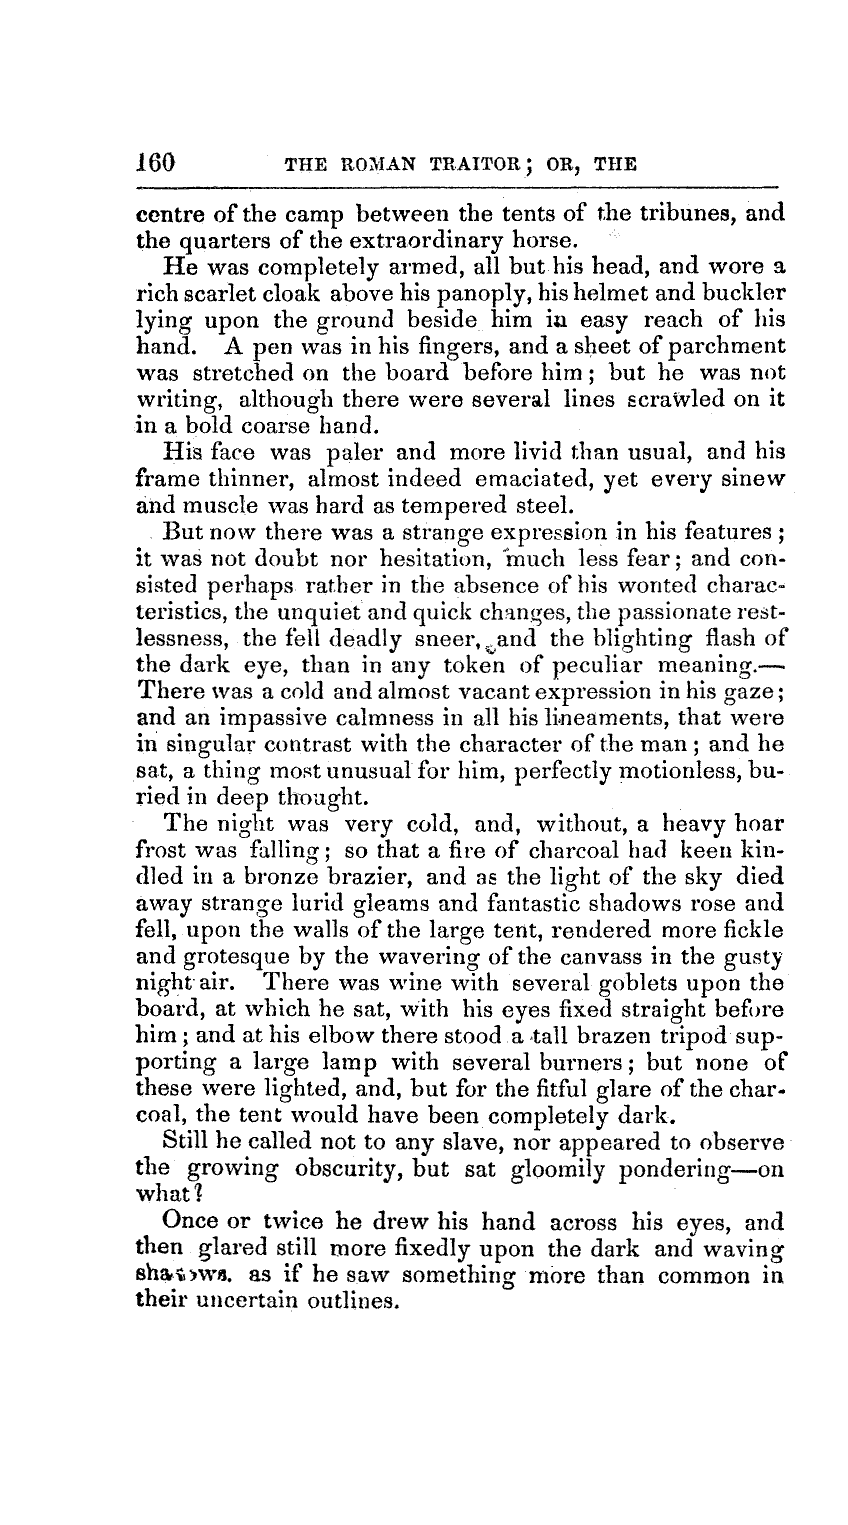 160 THE ROMAN TRAITOR; OR, THE
centre of the camp between the tents of the tribunes, and
the quarters of the extraordinary horse.
He was completely armed, all but his head, and wore a
rich scarlet cloak above his panoply, his helmet and buckler
lying upon the ground beside him in easy reach of his
hand. A pen was in his fingers, and a sheet of parchment
was stretched on the board before him; but he was not
writing, although there were several lines scrawled on it
in a bold coarse hand.
His face was paler and more livid than usual, and his
frame thinner, almost indeed emaciated, yet every sinew
and muscle was hard as tempered steel.
But now there was a strange expression in his features;
it was not doubt nor hesitation, much less fear; and con-
sisted perhaps rather in the absence of his wonted charac-
teristics, the unquiet and quick changes, the passionate rest-
lessness, the fell deadly sneer, and the blighting flash of
the dark eye, than in any token of peculiar meaning.—
There was a cold and almost vacant expression in his gaze;
and an impassive calmness in all his lineaments, that were
in singular contrast with the character of the man; and he
sat, a thing most unusual for him, perfectly motionless, bu-
ried in deep thought.
The night was very cold, and, without, a heavy hoar
frost was falling; so that a fire of charcoal had keen kin-
dled in a bronze brazier, and as the light of the sky died
away strange lurid gleams and fantastic shadows rose and
fell, upon the walls of the large tent, rendered more fickle
and grotesque by the wavering of the canvass in the gusty
night air. There was wine with several goblets upon the
board, at which he sat, with his eyes fixed straight before
him; and at his elbow there stood a tall brazen tripod sup-
porting a large lamp with several burners; but none of
these were lighted, and, but for the fitful glare of the char-
coal, the tent would have been completely dark.
Still he called not to any slave, nor appeared to observe
the growing obscurity, but sat gloomily pondering—on
what?
Once or twice he drew his hand across his eyes, and
then glared still more fixedly upon the dark and waving
shadows. as if he saw something more than common in
their uncertain outlines.